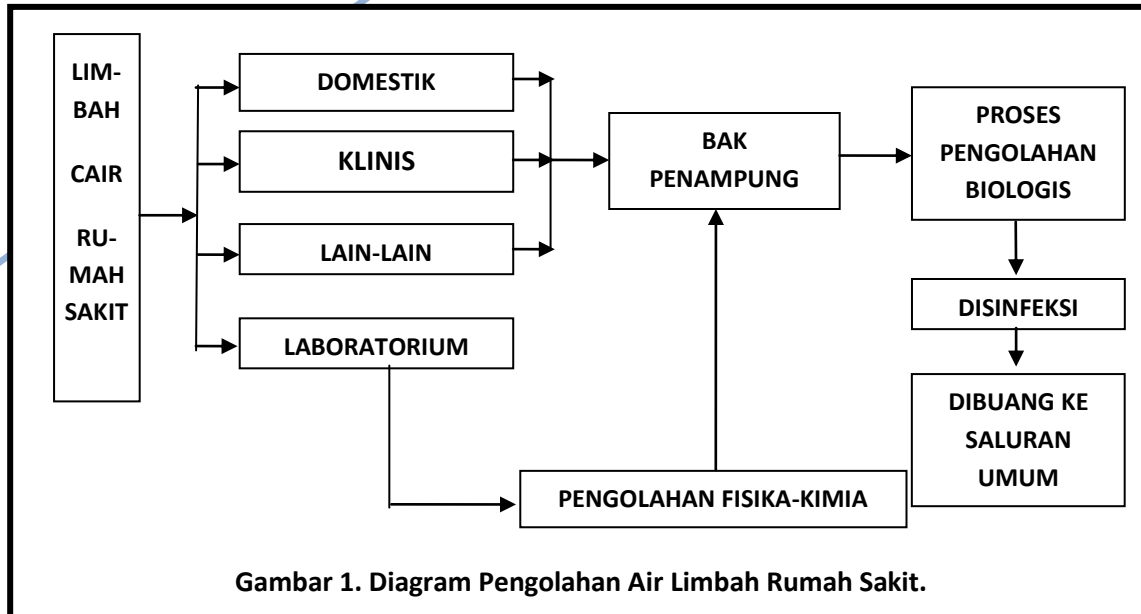 LIM-
BAH
CAIR
RU-
MAH
SAKIT
DOMESTIK
KLINIS
LAIN-LAIN
LABORATORIUM
BAK
PENAMPUNG
PENGOLAHAN FISIKA-KIMIA
PROSES
PENGOLAHAN
BIOLOGIS
DISINFEKSI
DIBUANG KE
SALURAN
UMUM
Gambar 1. Diagram Pengolahan Air Limbah Rumah Sakit.